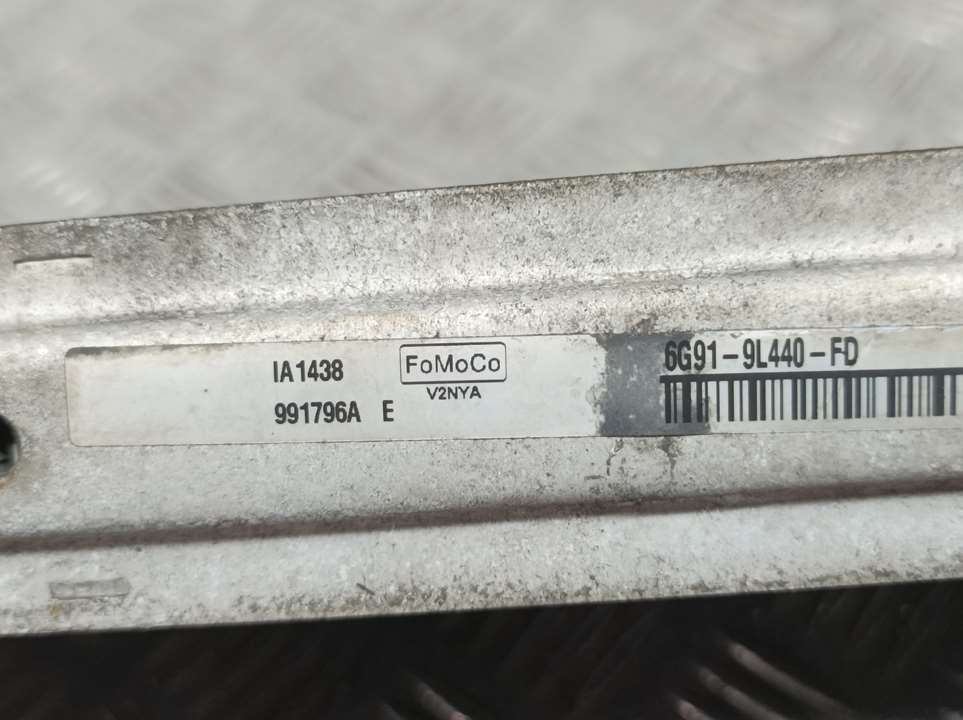 IA1438
991796A E
FoMoCo
V2NYA
6G91-9L440-FD